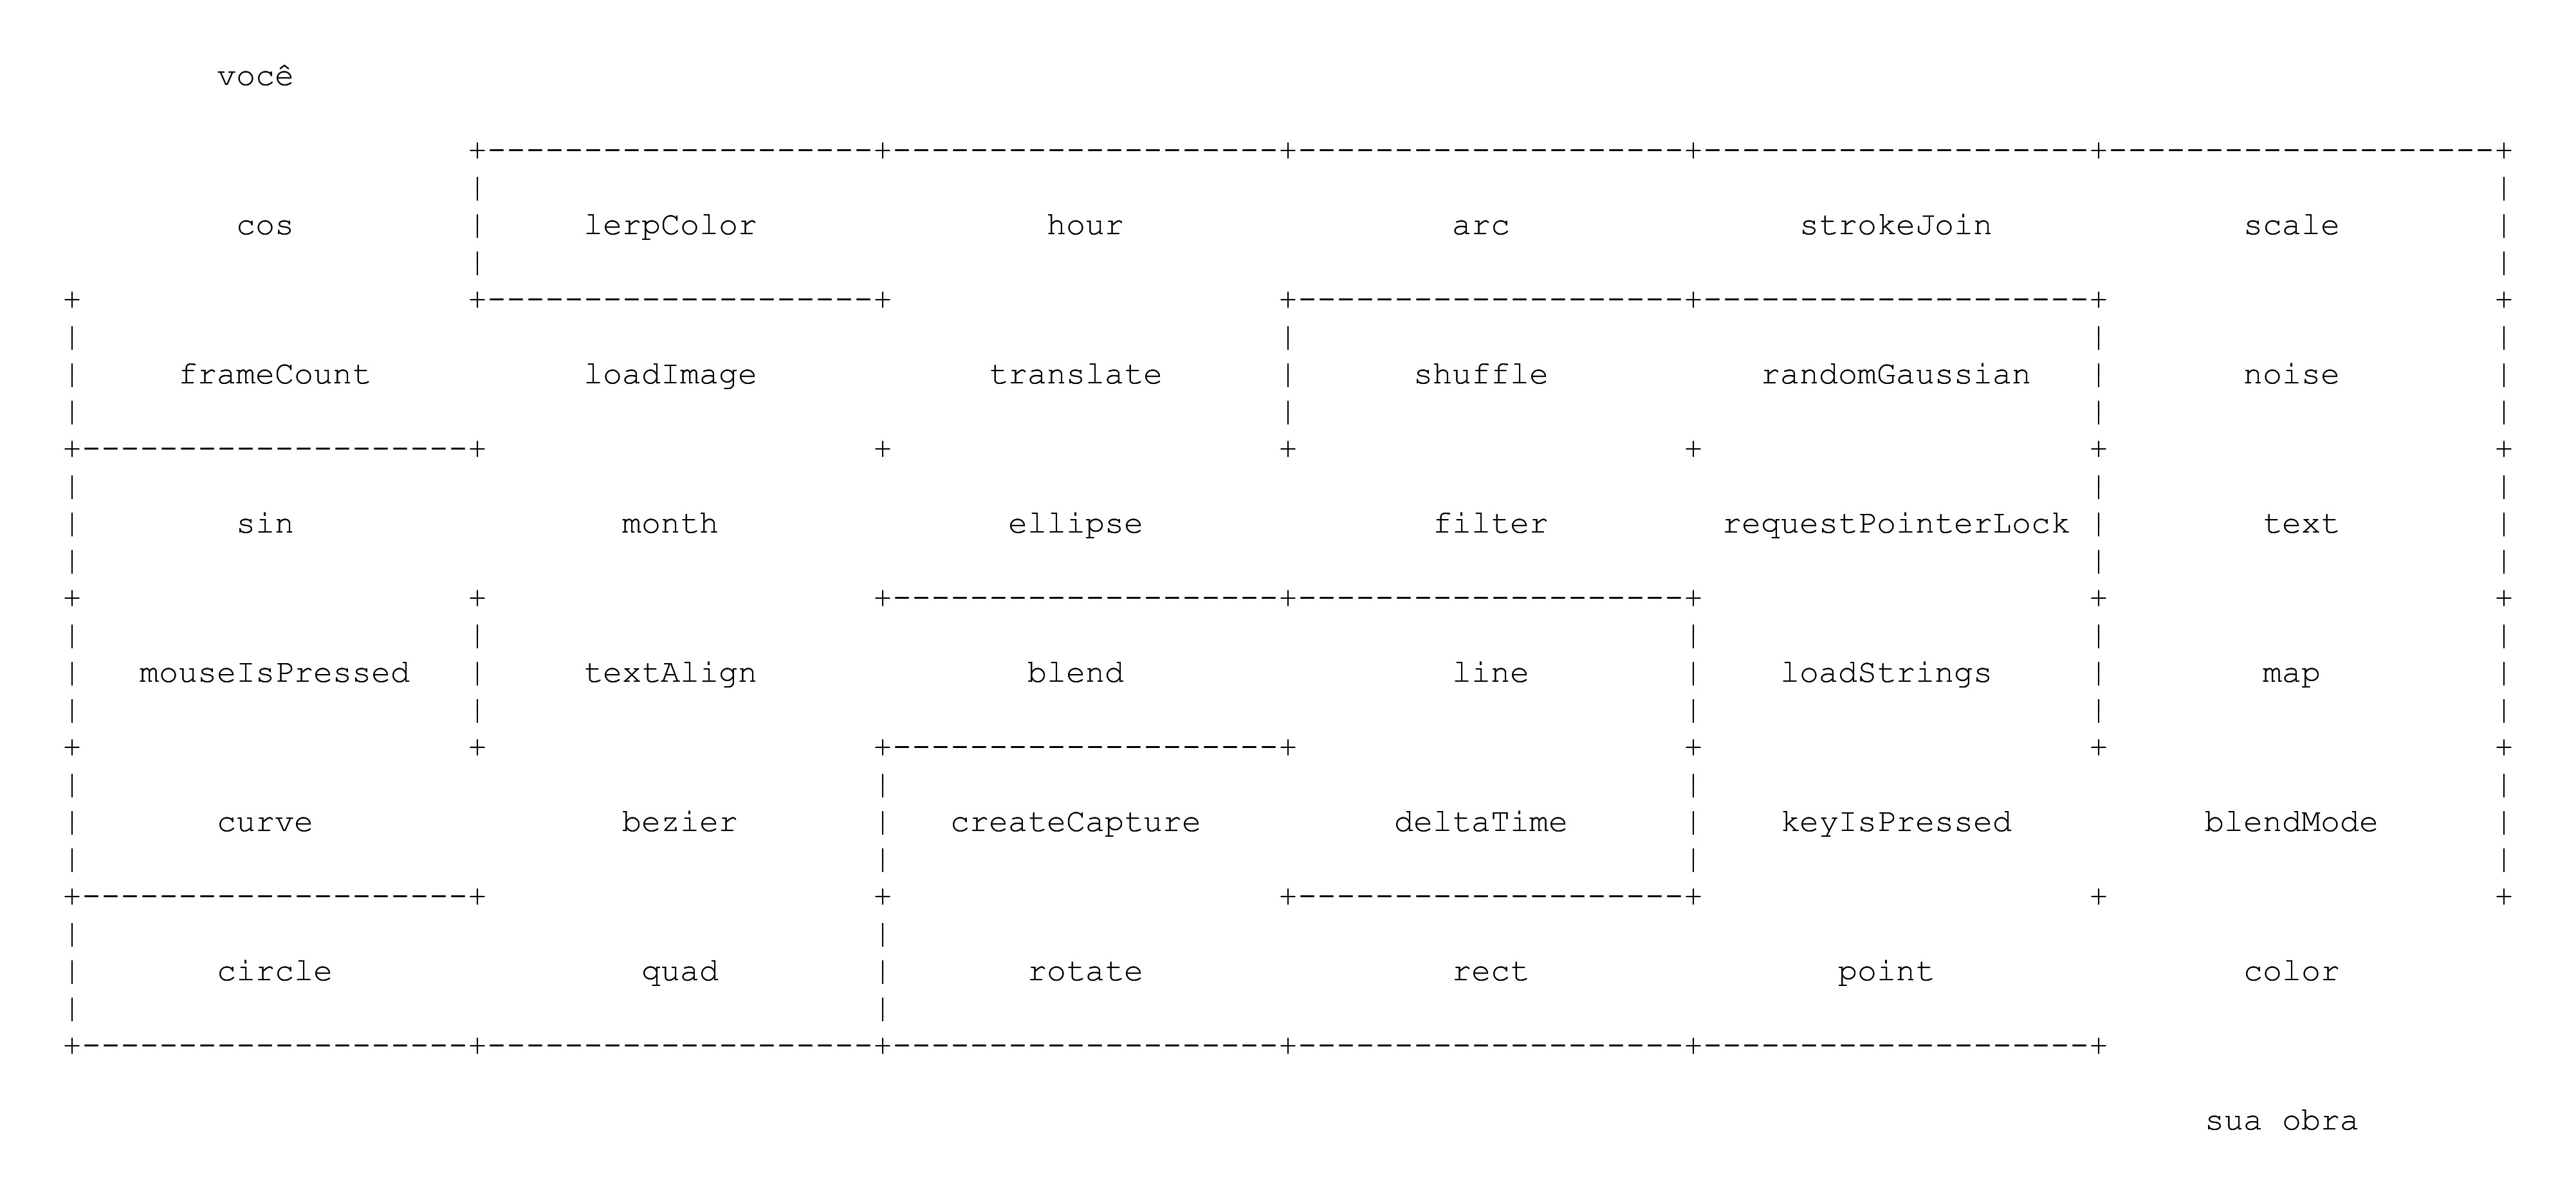 você
cos lerpColor hour arc strokeJoin scale
frameCount loadImage translate shuffle randomGaussian noise
sin month ellipse filter requestPointerLock text
mouseIsPressed textAlign blend line loadStrings map
curve bezier createCapture deltaTime keyIsPressed blendMode
circle quad rotate rect point color
sua obra